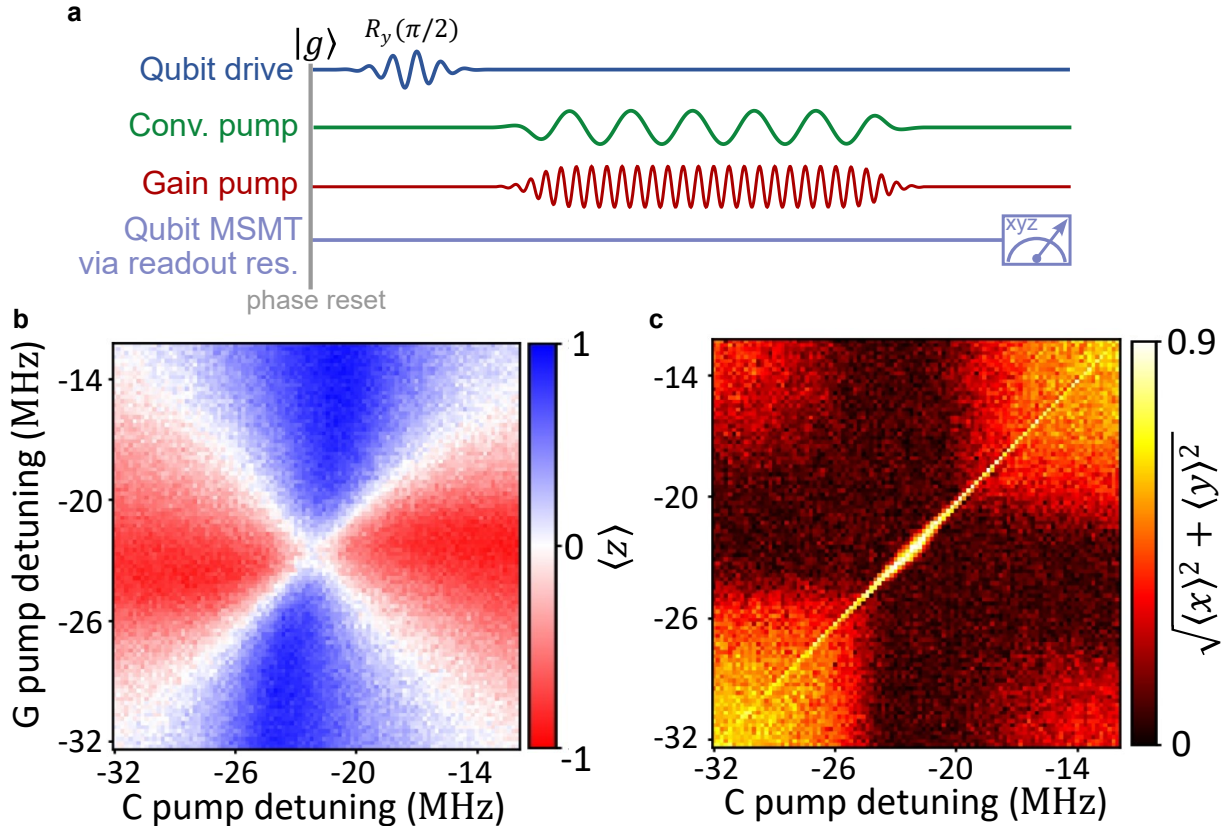 a
|g⟩
R_y(π/2)
Qubit drive
Conv. pump
Gain pump
Qubit MSMT
via readout res.
xyz
phase reset
b
-14
-20
-26
-32
G pump detuning (MHz)
-32 -26 -20 -14
C pump detuning (MHz)
1
0
-1
⟨z⟩
c
-14
-20
-26
-32
-32 -26 -20 -14
C pump detuning (MHz)
0.9
0
√⟨x⟩² + ⟨y⟩²